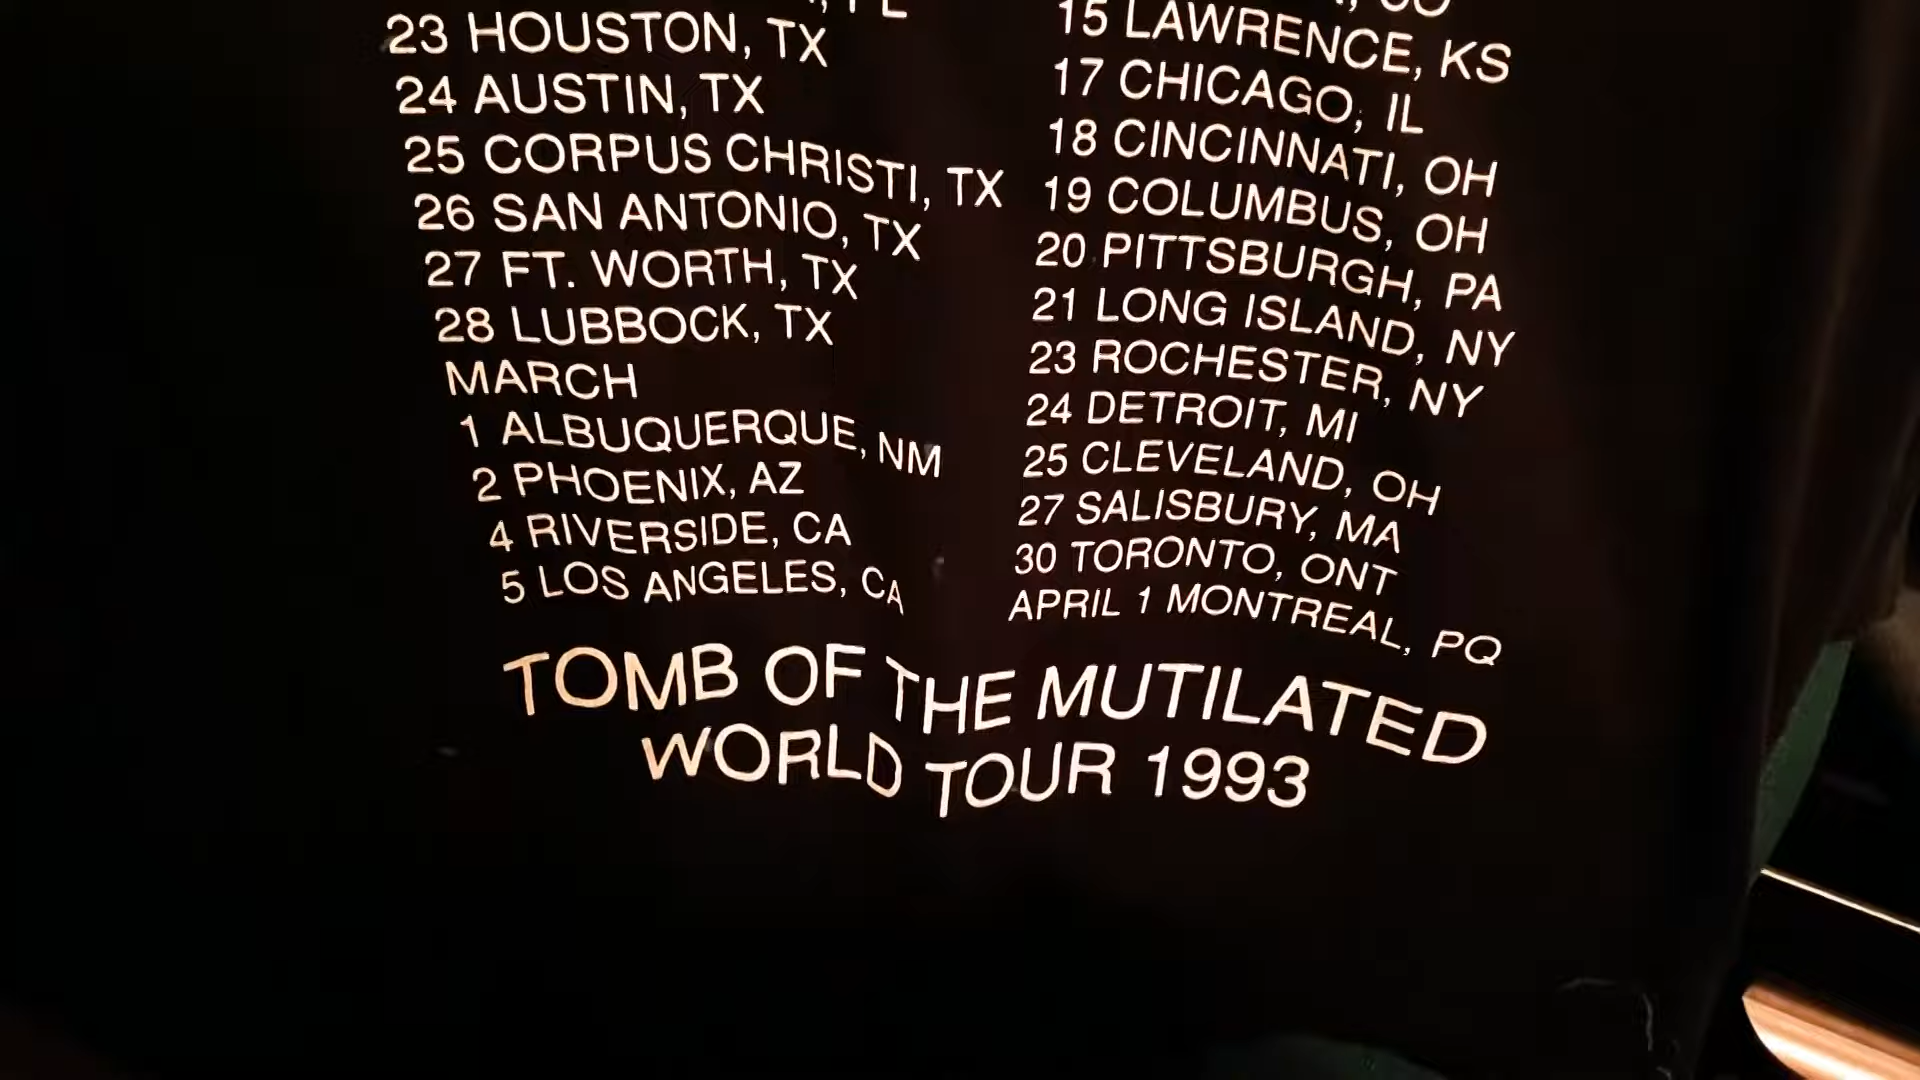 23 HOUSTON, TX
24 AUSTIN, TX
25 CORPUS CHRISTI, TX
26 SAN ANTONIO, TX
27 FT. WORTH, TX
28 LUBBOCK, TX
MARCH
1 ALBUQUERQUE, NM
2 PHOENIX, AZ
4 RIVERSIDE, CA
5 LOS ANGELES, CA
15 LAWRENCE, KS
17 CHICAGO, IL
18 CINCINNATI, OH
19 COLUMBUS, OH
20 PITTSBURGH, PA
21 LONG ISLAND, NY
23 ROCHESTER, NY
24 DETROIT, MI
25 CLEVELAND, OH
27 SALISBURY, MA
30 TORONTO, ONT
APRIL 1 MONTREAL, PQ
TOMB OF THE MUTILATED
WORLD TOUR 1993